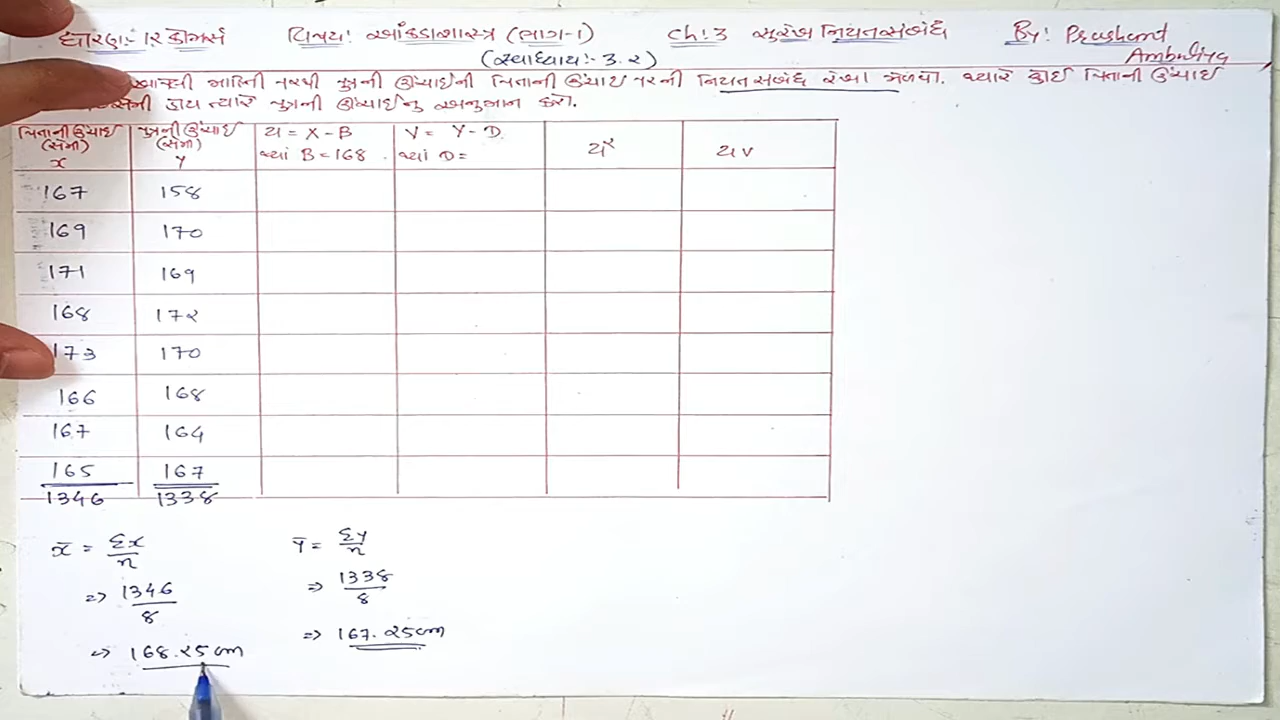 ધોરણ:- 12 કોમર્સ વિષય: આંકડાશાસ્ત્ર (ભાગ-1) Ch: 3 સુરેખ નિયતસંબંધ By: Prashant Ambuliya
(સ્વાધ્યાય:- 3.2)
માહિતી પરથી પુત્રની ઊંચાઈની પિતાની ઊંચાઈ પરની નિયતસંબંધ રેખા મેળવો. જ્યારે કોઈ પિતાની ઊંચાઈ
હોય ત્યારે પુત્રની ઊંચાઈનું અનુમાન કરો.
પિતાની ઊંચાઈ (સેમી) x પુત્રની ઊંચાઈ (સેમી) y u = X - B જ્યાં B = 168 V = Y - D જ્યાં D = u² uv
167 158
169 170
171 169
168 172
173 170
166 168
167 164
165 167
1346 1338
x̄ = Σx/n ȳ = Σy/n
=> 1346/8 => 1338/8
=> 168.25 cm => 167.25 cm